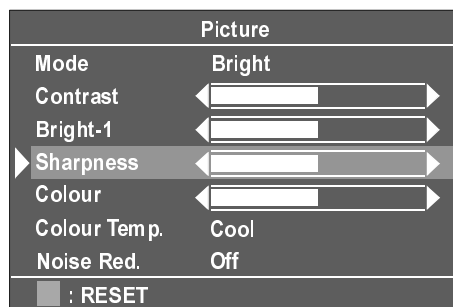 Picture
Mode Bright
Contrast
Bright-1
Sharpness
Colour
Colour Temp. Cool
Noise Red. Off
: RESET